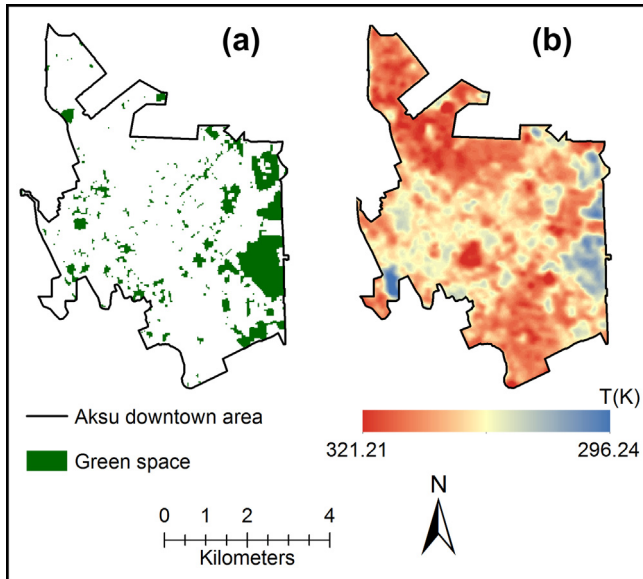 (a)
(b)
Aksu downtown area
Green space
T(K)
321.21 296.24
N
0 1 2 4
Kilometers